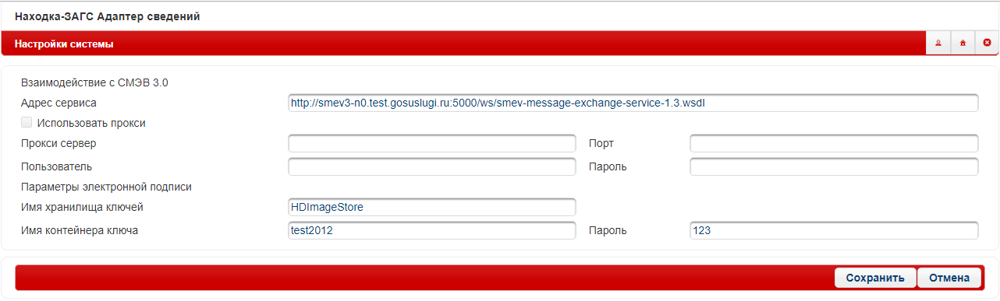 Находка-ЗАГС Адаптер сведений
Настройки системы
Взаимодействие с СМЭВ 3.0
Адрес сервиса http://smev3-n0.test.gosuslugi.ru:5000/ws/smev-message-exchange-service-1.3.wsdl
Использовать прокси
Прокси сервер Порт
Пользователь Пароль
Параметры электронной подписи
Имя хранилища ключей HDImageStore
Имя контейнера ключа test2012 Пароль 123
Сохранить Отмена